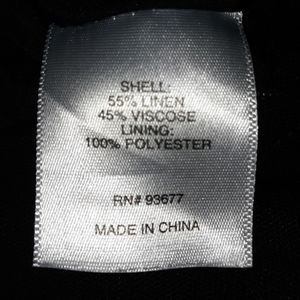 SHELL:
55% LINEN
45% VISCOSE
LINING:
100% POLYESTER
RN# 93677
MADE IN CHINA